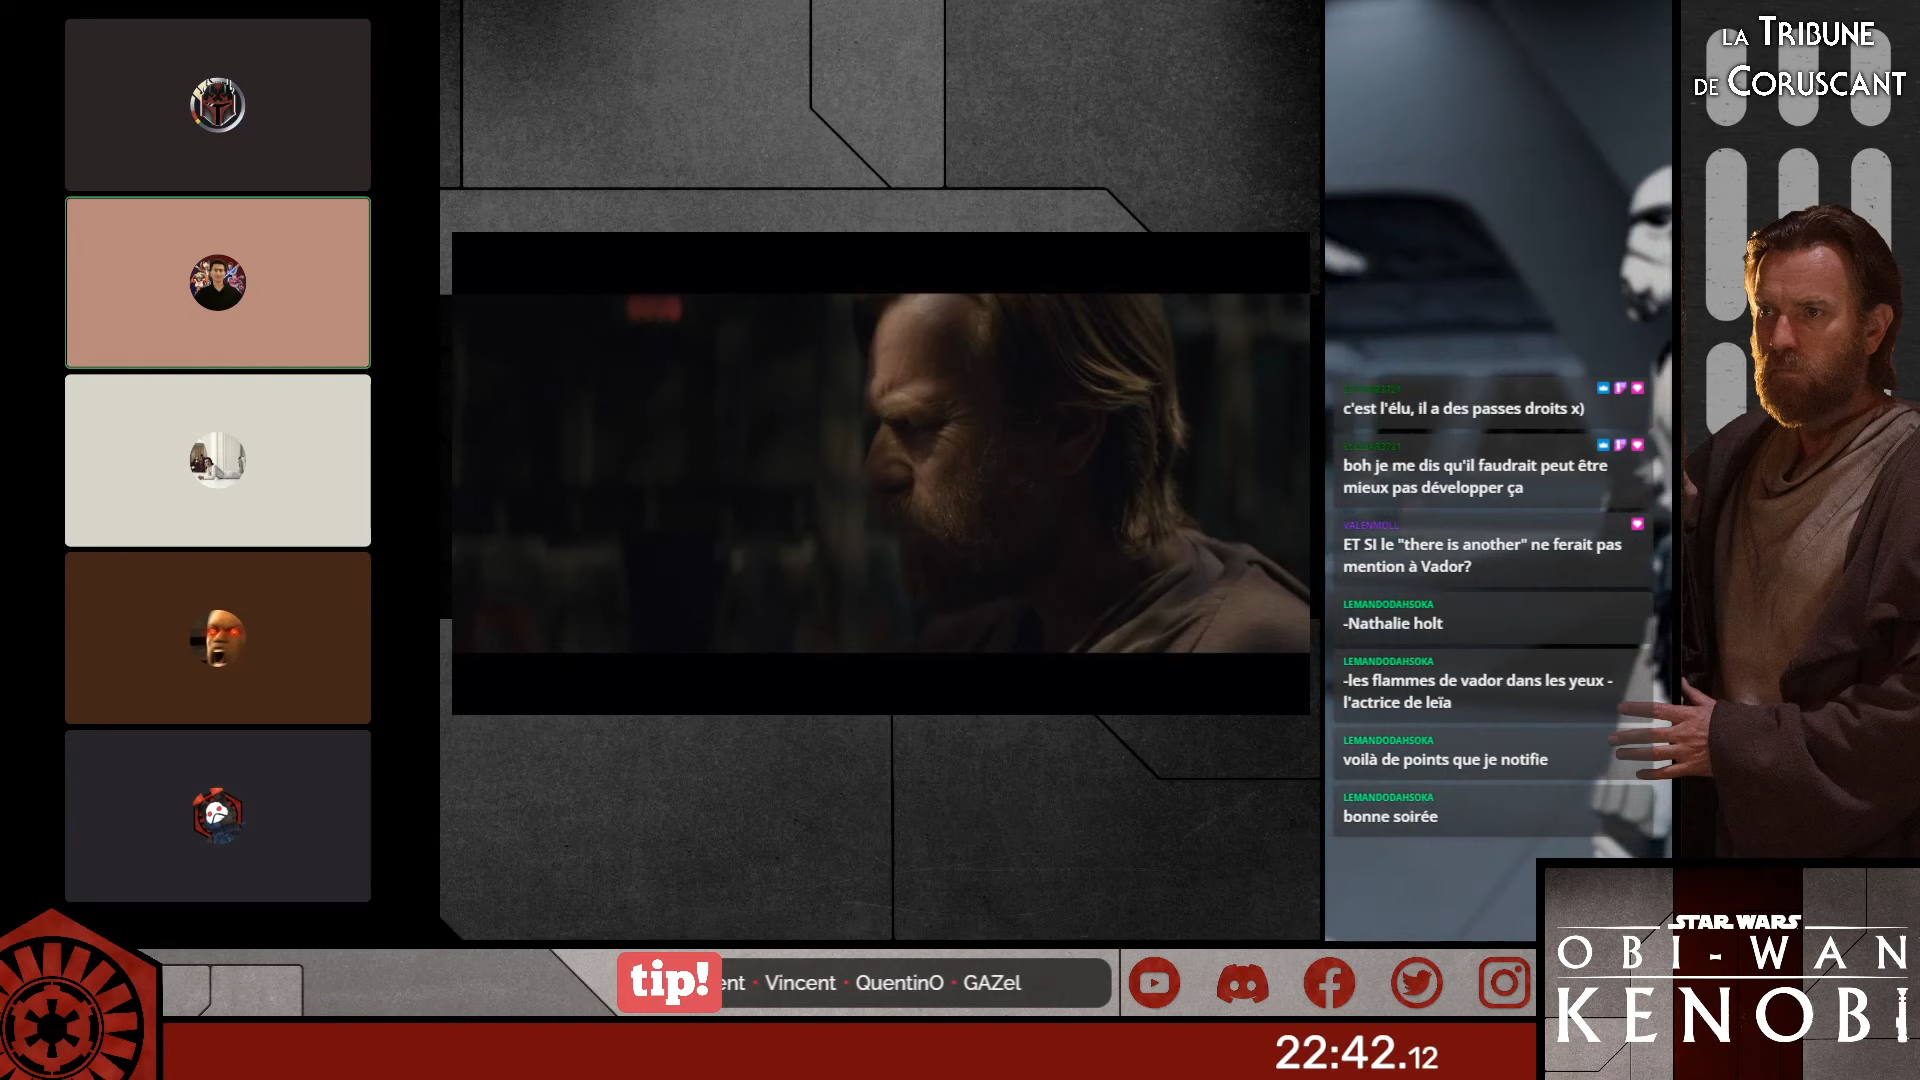 LA TRIBUNE
DE CORUSCANT
c'est l'élu, il a des passes droits x)
boh je me dis qu'il faudrait peut être
mieux pas développer ça
VALENMOLL
ET SI le "there is another" ne ferait pas
mention à Vador?
LEMANDODAHSOKA
-Nathalie holt
LEMANDODAHSOKA
-les flammes de vador dans les yeux -
l'actrice de leïa
LEMANDODAHSOKA
voilà de points que je notifie
LEMANDODAHSOKA
bonne soirée
tip!
ent · Vincent · QuentinO · GAZel
22:42.12
STAR WARS
OBI-WAN
KENOBI